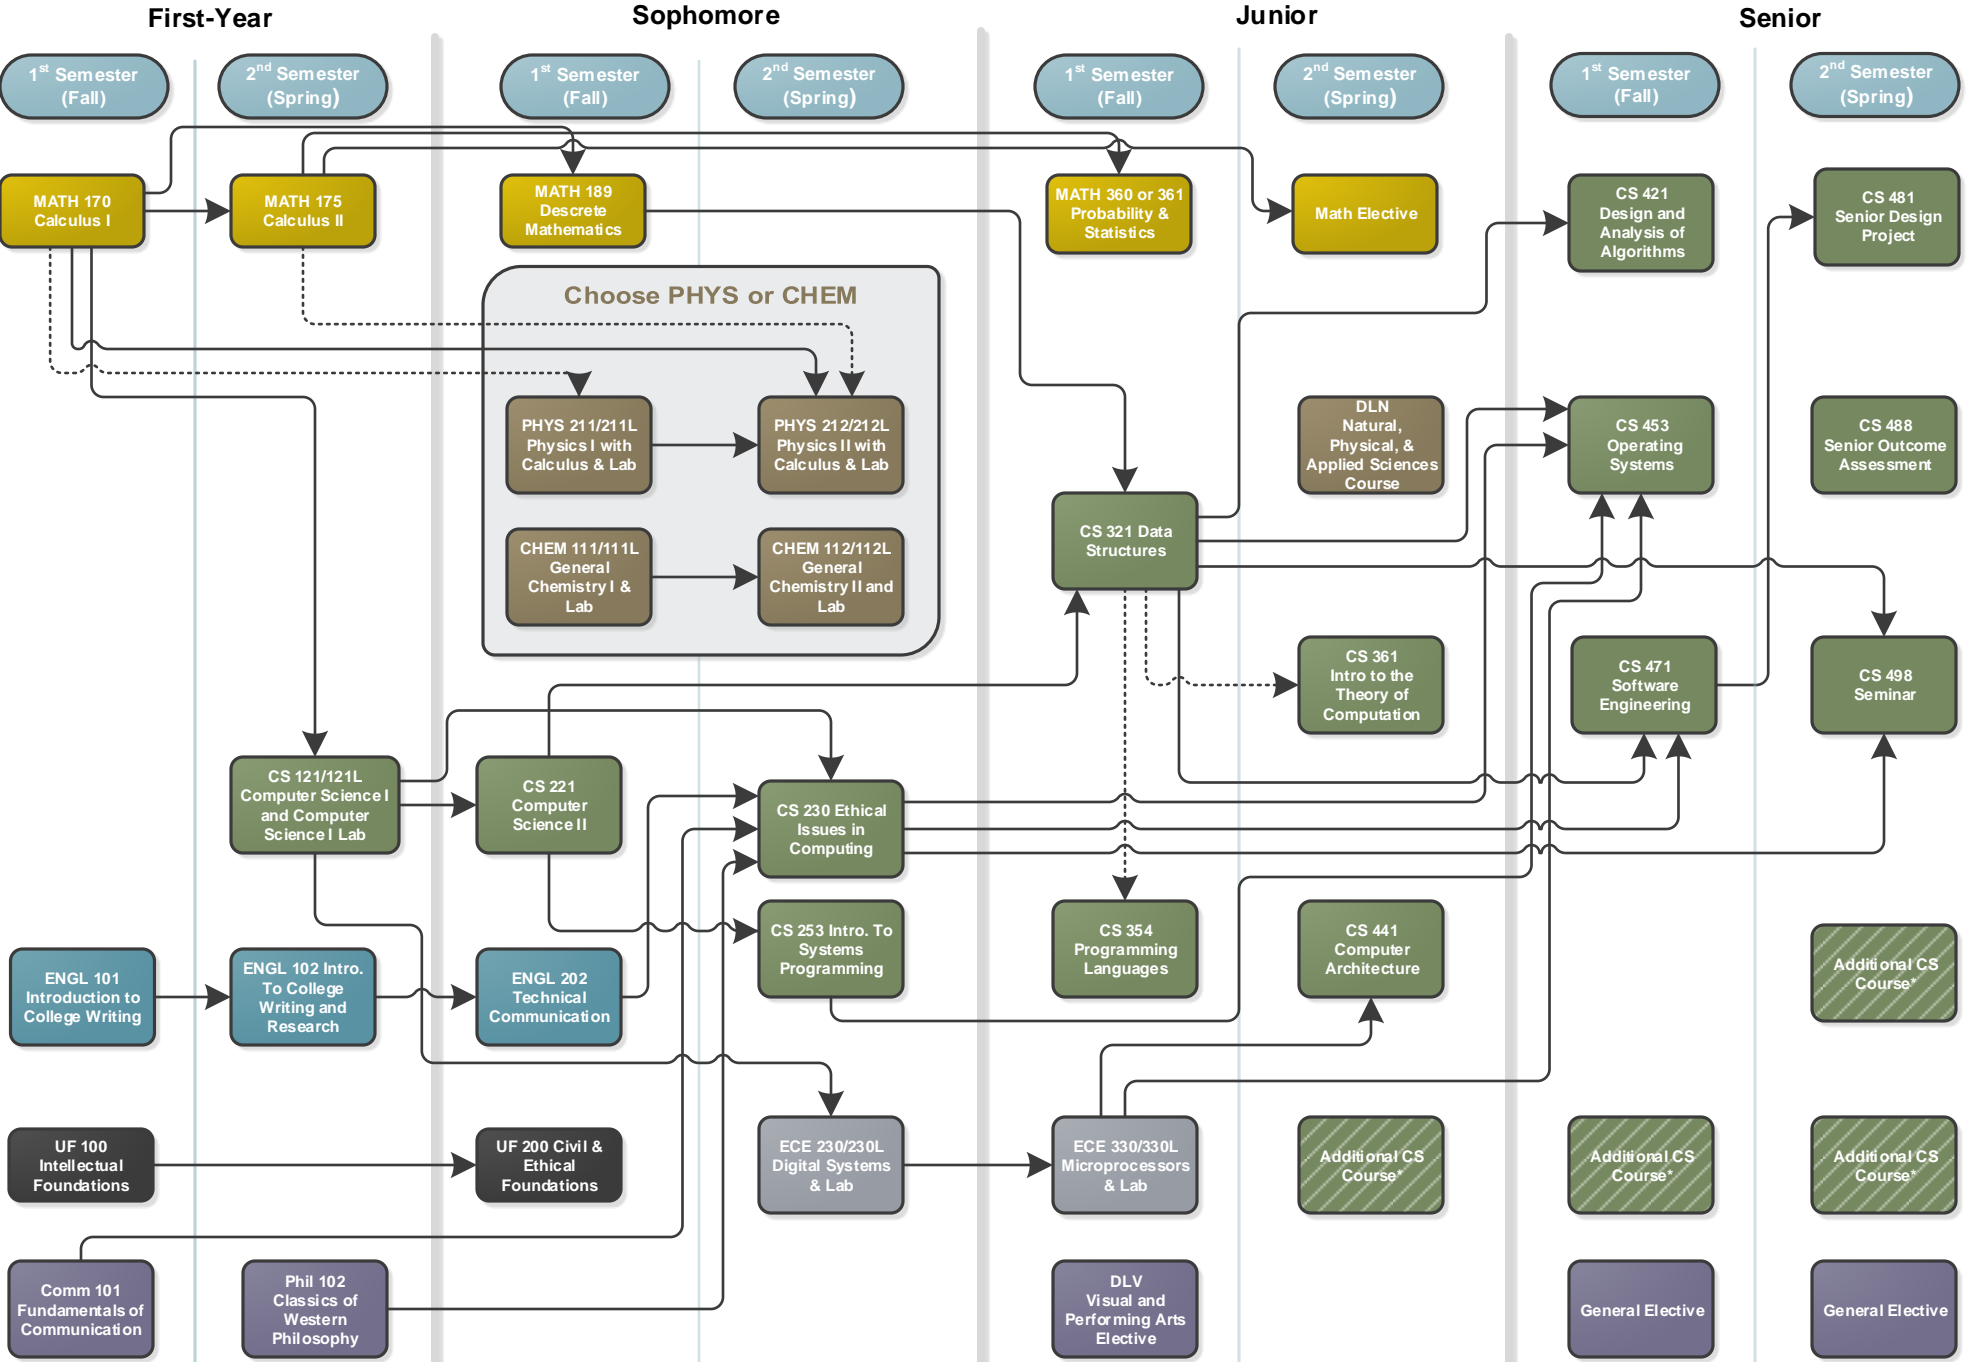 First-Year
Sophomore
Junior
Senior
1st Semester
(Fall)
2nd Semester
(Spring)
1st Semester
(Fall)
2nd Semester
(Spring)
1st Semester
(Fall)
2nd Semester
(Spring)
1st Semester
(Fall)
2nd Semester
(Spring)
MATH 170
Calculus I
MATH 175
Calculus II
MATH 189
Descrete
Mathematics
MATH 360 or 361
Probability &
Statistics
Math Elective
CS 421
Design and
Analysis of
Algorithms
CS 481
Senior Design
Project
Choose PHYS or CHEM
PHYS 211/211L
Physics I with
Calculus & Lab
PHYS 212/212L
Physics II with
Calculus & Lab
DLN
Natural,
Physical, &
Applied Sciences
Course
CS 453
Operating
Systems
CS 488
Senior Outcome
Assessment
CHEM 111/111L
General
Chemistry I &
Lab
CHEM 112/112L
General
Chemistry II and
Lab
CS 321 Data
Structures
CS 361
Intro to the
Theory of
Computation
CS 471
Software
Engineering
CS 498
Seminar
CS 121/121L
Computer Science I
and Computer
Science I Lab
CS 221
Computer
Science II
CS 230 Ethical
Issues in
Computing
CS 253 Intro. To
Systems
Programming
CS 354
Programming
Languages
CS 441
Computer
Architecture
Additional CS
Course*
ENGL 101
Introduction to
College Writing
ENGL 102 Intro.
To College
Writing and
Research
ENGL 202
Technical
Communication
UF 100
Intellectual
Foundations
UF 200 Civil &
Ethical
Foundations
ECE 230/230L
Digital Systems
& Lab
ECE 330/330L
Microprocessors
& Lab
Additional CS
Course*
Additional CS
Course*
Additional CS
Course*
Comm 101
Fundamentals of
Communication
Phil 102
Classics of
Western
Philosophy
DLV
Visual and
Performing Arts
Elective
General Elective
General Elective